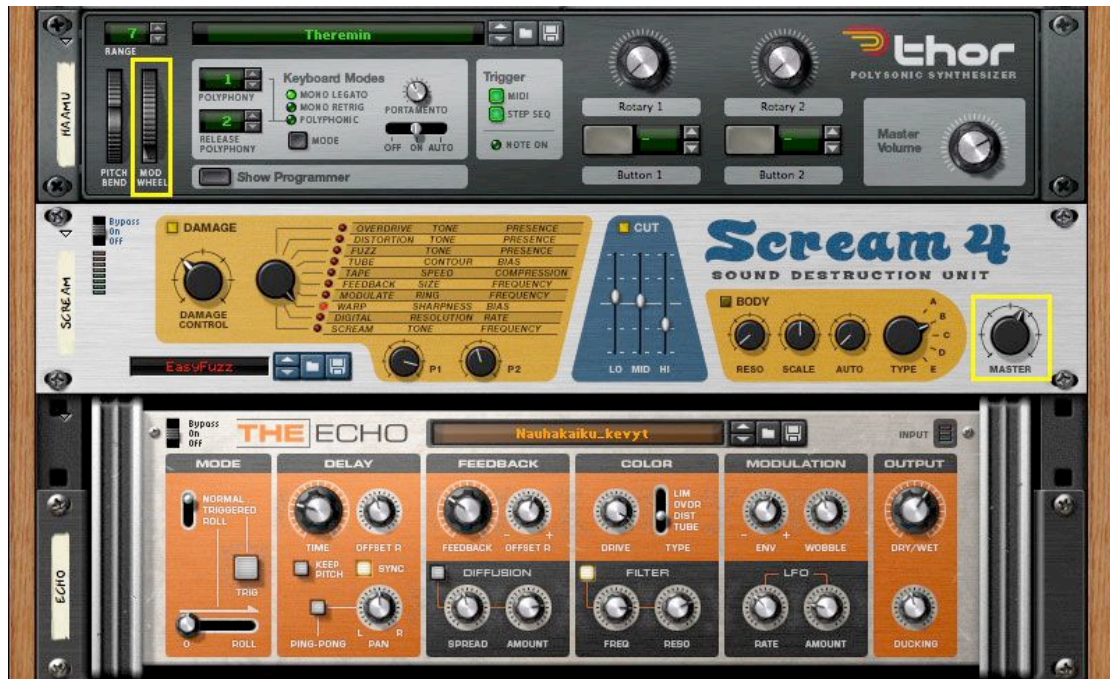 HAAMU
7
RANGE
PITCH BEND
MOD WHEEL
Theremin
1
POLYPHONY
2
RELEASE POLYPHONY
Keyboard Modes
MONO LEGATO
MONO RETRIG
POLYPHONIC
MODE
PORTAMENTO
OFF ON AUTO
Show Programmer
Trigger
MIDI
STEP SEQ
NOTE ON
Rotary 1
Rotary 2
Button 1
Button 2
thor
POLYSONIC SYNTHESIZER
Master Volume
SCREAM
Bypass
On
Off
DAMAGE
DAMAGE CONTROL
OVERDRIVE TONE PRESENCE
DISTORTION TONE PRESENCE
FUZZ TONE PRESENCE
TUBE CONTOUR BIAS
TAPE SPEED COMPRESSION
FEEDBACK SIZE FREQUENCY
MODULATE RING FREQUENCY
WARP SHARPNESS BIAS
DIGITAL RESOLUTION RATE
SCREAM TONE FREQUENCY
EasyFuzz
P1
P2
CUT
LO MID HI
Scream 4
SOUND DESTRUCTION UNIT
BODY
RESO SCALE AUTO TYPE
A
B
C
D
E
MASTER
ECHO
Bypass
On
Off
THE ECHO
Nauhakaiku_kevyt
INPUT
MODE
NORMAL
TRIGGERED
ROLL
TRIG
0 ROLL
DELAY
TIME OFFSET R
KEEP PITCH
SYNC
PING-PONG
L R
PAN
FEEDBACK
FEEDBACK - OFFSET R +
DIFFUSION
SPREAD AMOUNT
COLOR
LIM
OVDR
DIST
TUBE
DRIVE TYPE
FILTER
FREQ RESO
MODULATION
- ENV + WOBBLE
LFO
RATE AMOUNT
OUTPUT
DRY/WET
DUCKING